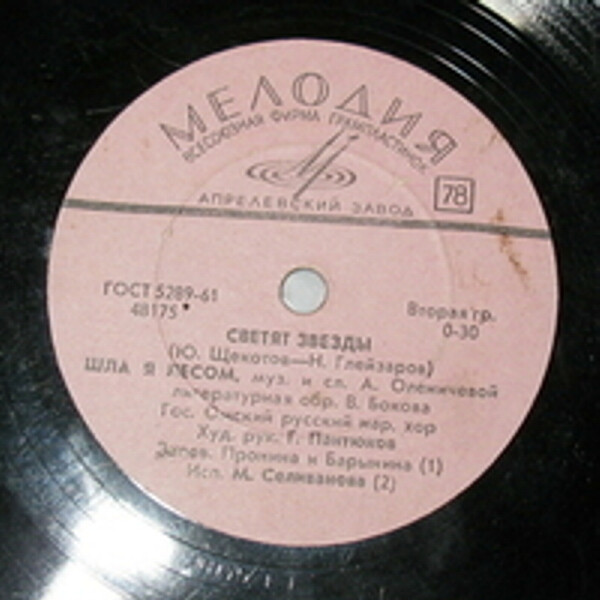 МЕЛОДИЯ
ВСЕСОЮЗНАЯ ФИРМА ГРАМПЛАСТИНОК
АПРЕЛЕВСКИЙ ЗАВОД
78
ГОСТ 5289-61
48175*
Вторая гр.
0-30
СВЕТЯТ ЗВЕЗДЫ
(Ю. Щекотов—Н. Глейзаров)
ШЛА Я ЛЕСОМ, муз. и сл. А. Оленичевой
литературная обр. В. Бокова
Гос. Омский русский нар. хор
Худ. рук. Г. Пантюков
Запев. Пронина и Барынина (1)
Исп. М. Селиванова (2)